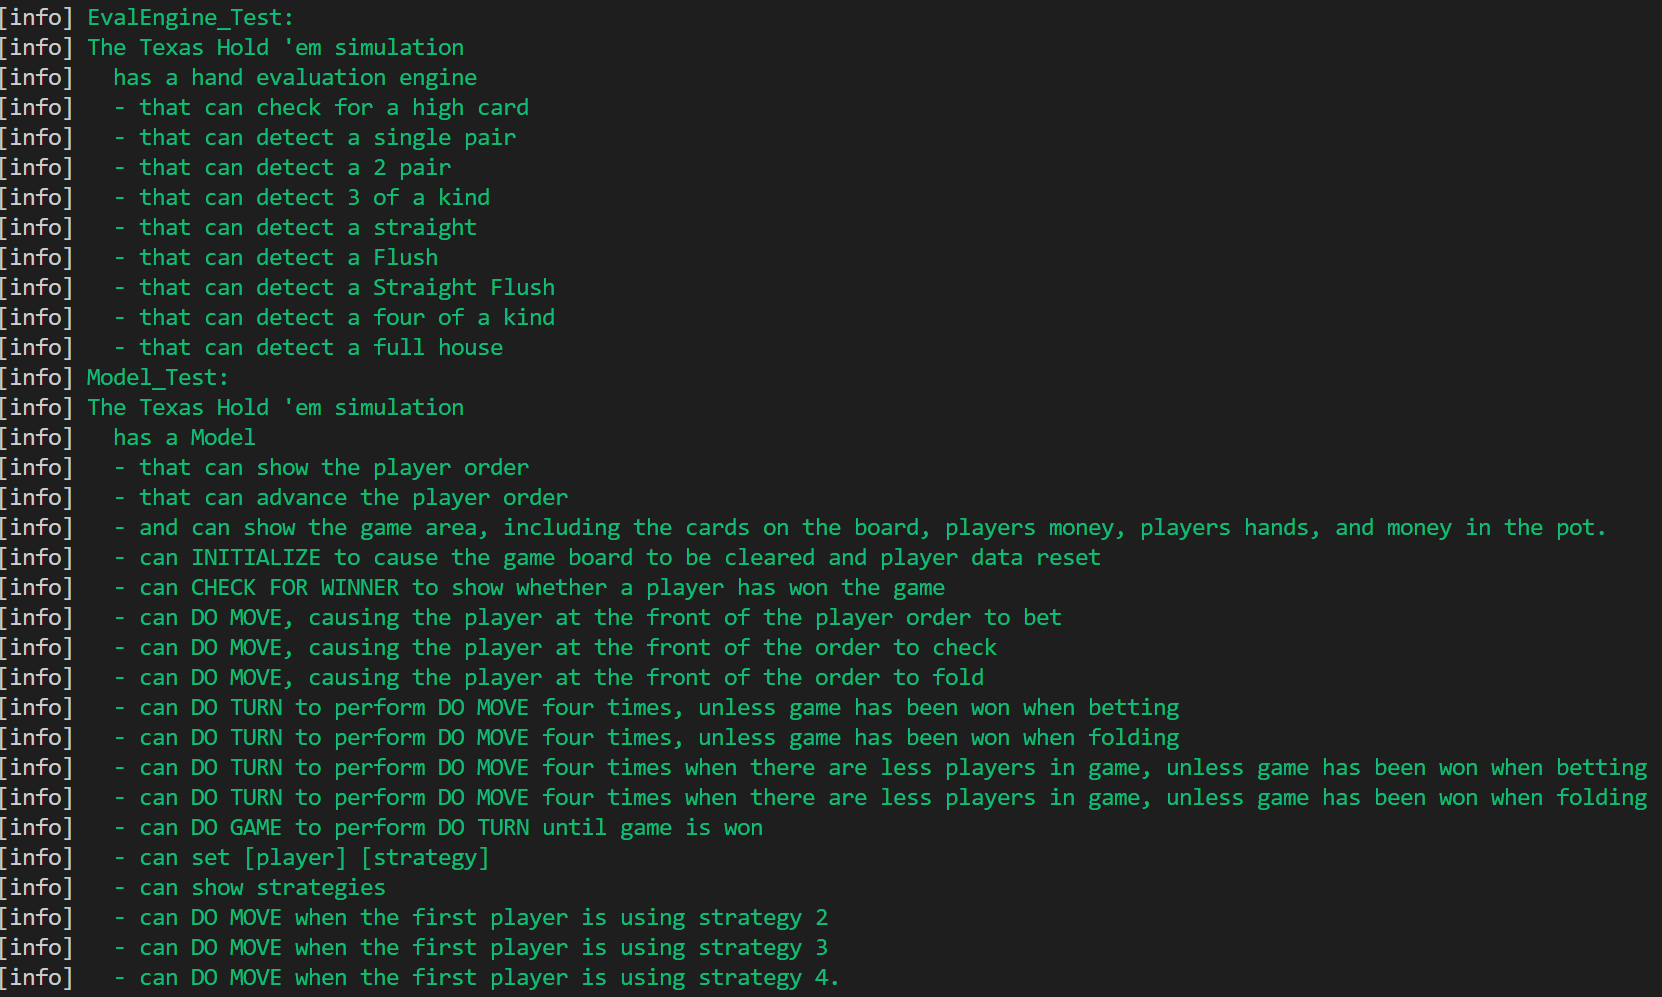 [info] EvalEngine_Test:
[info] The Texas Hold 'em simulation
[info]   has a hand evaluation engine
[info]   - that can check for a high card
[info]   - that can detect a single pair
[info]   - that can detect a 2 pair
[info]   - that can detect 3 of a kind
[info]   - that can detect a straight
[info]   - that can detect a Flush
[info]   - that can detect a Straight Flush
[info]   - that can detect a four of a kind
[info]   - that can detect a full house
[info] Model_Test:
[info] The Texas Hold 'em simulation
[info]   has a Model
[info]   - that can show the player order
[info]   - that can advance the player order
[info]   - and can show the game area, including the cards on the board, players money, players hands, and money in the pot.
[info]   - can INITIALIZE to cause the game board to be cleared and player data reset
[info]   - can CHECK FOR WINNER to show whether a player has won the game
[info]   - can DO MOVE, causing the player at the front of the player order to bet
[info]   - can DO MOVE, causing the player at the front of the order to check
[info]   - can DO MOVE, causing the player at the front of the order to fold
[info]   - can DO TURN to perform DO MOVE four times, unless game has been won when betting
[info]   - can DO TURN to perform DO MOVE four times, unless game has been won when folding
[info]   - can DO TURN to perform DO MOVE four times when there are less players in game, unless game has been won when betting
[info]   - can DO TURN to perform DO MOVE four times when there are less players in game, unless game has been won when folding
[info]   - can DO GAME to perform DO TURN until game is won
[info]   - can set [player] [strategy]
[info]   - can show strategies
[info]   - can DO MOVE when the first player is using strategy 2
[info]   - can DO MOVE when the first player is using strategy 3
[info]   - can DO MOVE when the first player is using strategy 4.